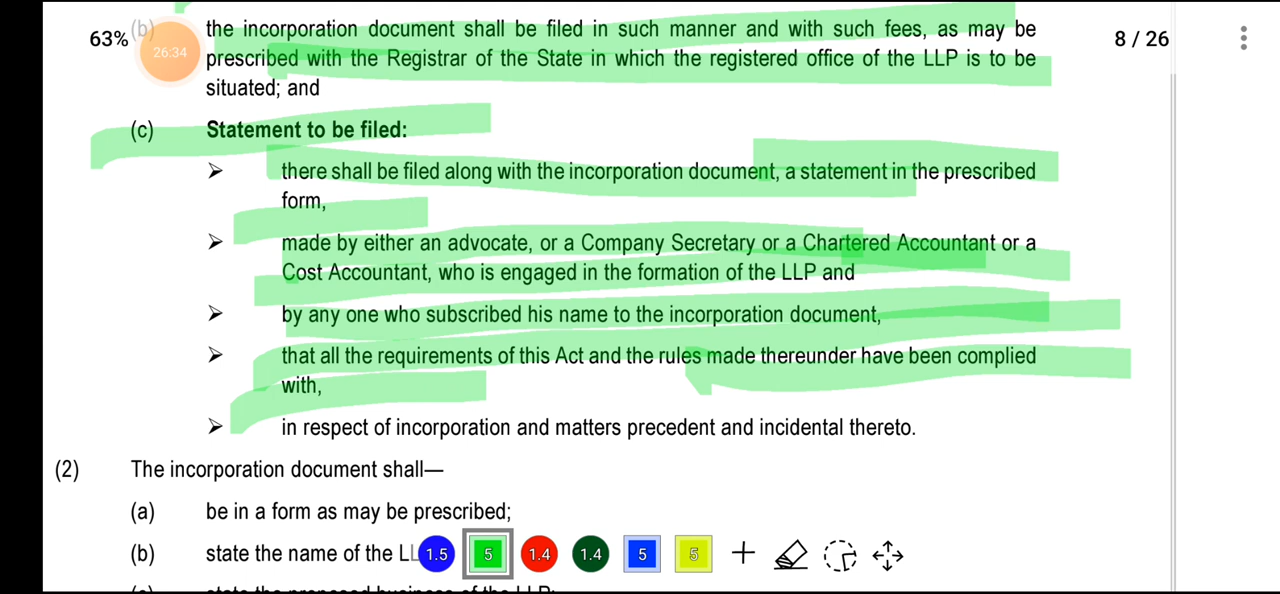 63% (b) the incorporation document shall be filed in such manner and with such fees, as may be 8 / 26
26:34 prescribed with the Registrar of the State in which the registered office of the LLP is to be
situated; and
(c) Statement to be filed:
➢ there shall be filed along with the incorporation document, a statement in the prescribed
form,
➢ made by either an advocate, or a Company Secretary or a Chartered Accountant or a
Cost Accountant, who is engaged in the formation of the LLP and
➢ by any one who subscribed his name to the incorporation document,
➢ that all the requirements of this Act and the rules made thereunder have been complied
with,
➢ in respect of incorporation and matters precedent and incidental thereto.
(2) The incorporation document shall—
(a) be in a form as may be prescribed;
(b) state the name of the LL 1.5 5 1.4 1.4 5 5
state the proposed business of the LLP;